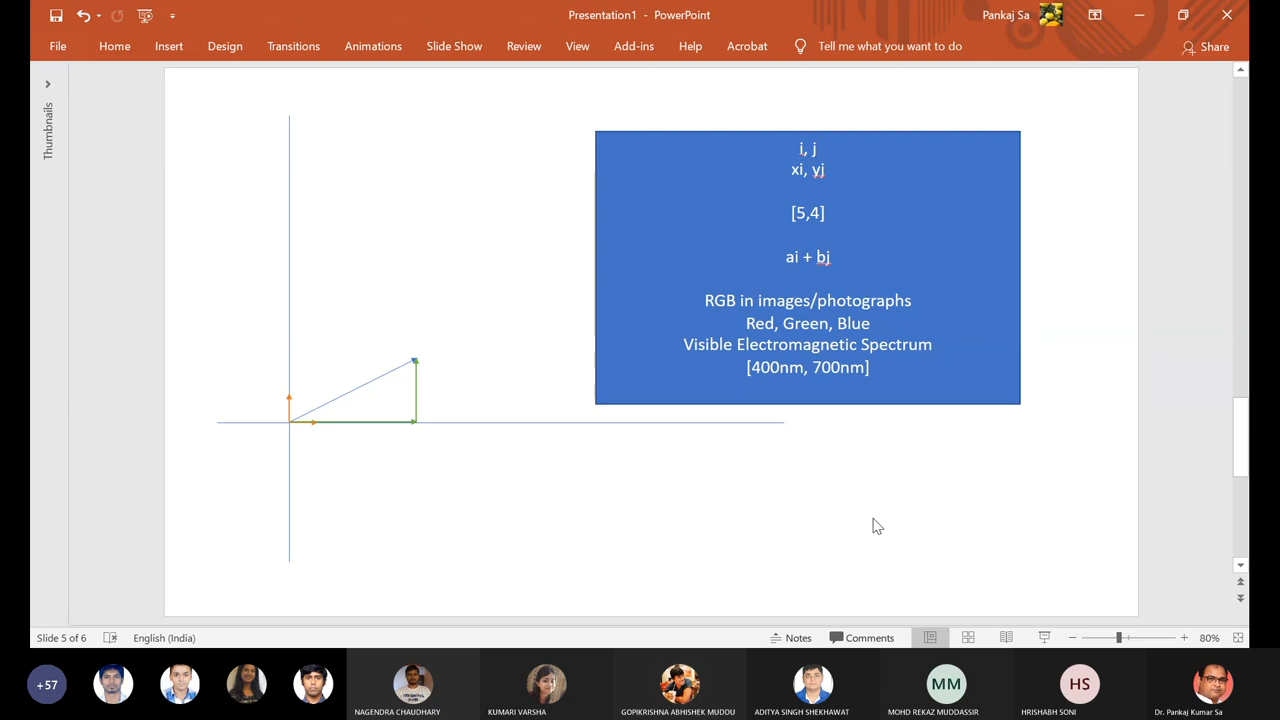 Presentation1 - PowerPoint
Pankaj Sa
File Home Insert Design Transitions Animations Slide Show Review View Add-ins Help Acrobat Tell me what you want to do Share
Thumbnails
i, j
xi, yj
[5,4]
ai + bj
RGB in images/photographs
Red, Green, Blue
Visible Electromagnetic Spectrum
[400nm, 700nm]
Slide 5 of 6 English (India) Notes Comments 80%
+57 MM HS
NAGENDRA CHAUDHARY KUMARI VARSHA GOPIKRISHNA ABHISHEK MUDDU ADITYA SINGH SHEKHAWAT MOHD REKAZ MUDDASSIR HRISHABH SONI Dr. Pankaj Kumar Sa